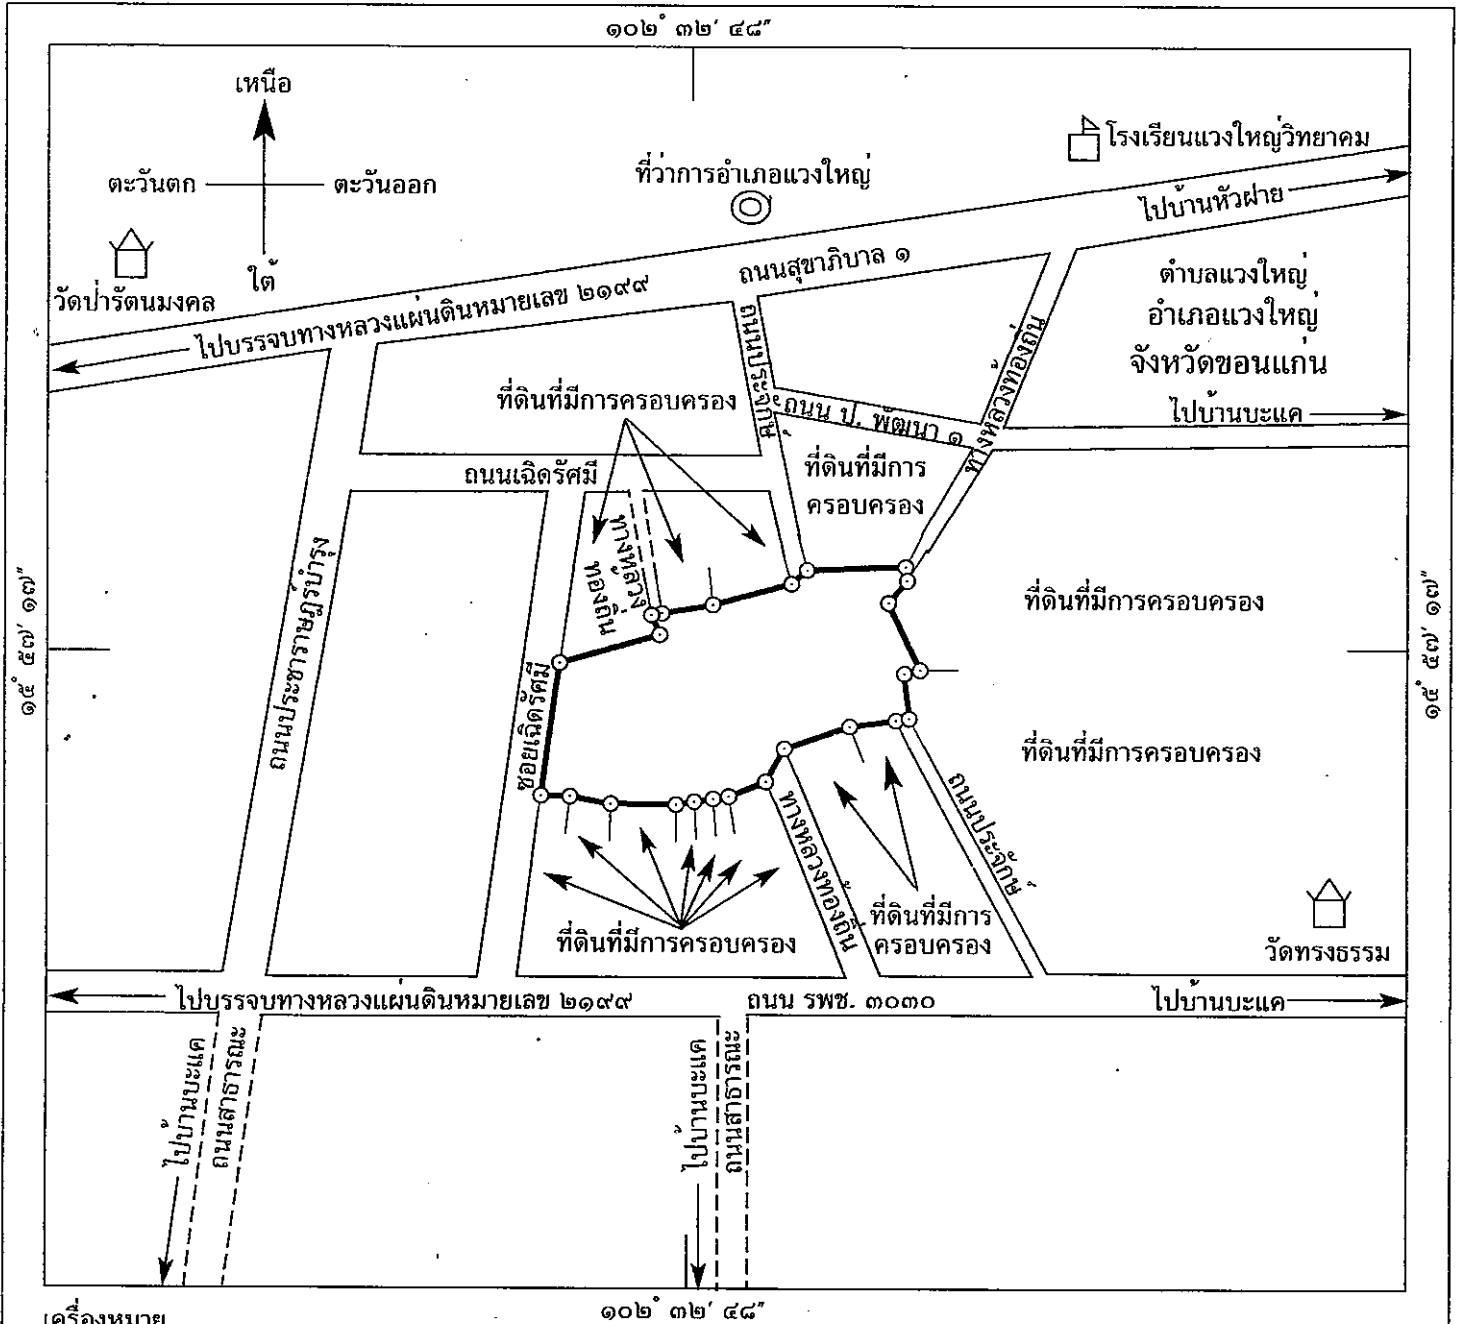 ๑๐๒° ๓๒′ ๔๘″
เหนือ
ตะวันตก
ตะวันออก
ใต้
โรงเรียนแวงใหญ่วิทยาคม
ที่ว่าการอำเภอแวงใหญ่
ไปบ้านหัวฝาย
วัดป่ารัตนมงคล
ถนนสุขาภิบาล ๑
ไปบรรจบทางหลวงแผ่นดินหมายเลข ๒๑๙๙
ตำบลแวงใหญ่
อำเภอแวงใหญ่
จังหวัดขอนแก่น
ไปบ้านบะแค
ถนนประจักษ์
ทางหลวงท้องถิ่น
ถนน ป. พัฒนา ๑
ที่ดินที่มีการครอบครอง
ที่ดินที่มีการ
ครอบครอง
ถนนเฉิดรัศมี
ทางหลวง
ท้องถิ่น
ถนนประชาราษฎร์บำรุง
ซอยเฉิดรัศมี
๑๕° ๕๗′ ๑๗″
๑๕° ๕๗′ ๑๗″
ที่ดินที่มีการครอบครอง
ที่ดินที่มีการครอบครอง
ถนนประจักษ์
ทางหลวงท้องถิ่น
ที่ดินที่มีการ
ครอบครอง
ที่ดินที่มีการครอบครอง
วัดทรงธรรม
ไปบรรจบทางหลวงแผ่นดินหมายเลข ๒๑๙๙
ถนน รพช. ๓๐๓๐
ไปบ้านบะแค
ไปบ้านบะแค
ถนนสาธารณะ
ไปบ้านบะแค
ถนนสาธารณะ
๑๐๒° ๓๒′ ๔๘″
เครื่องหมาย